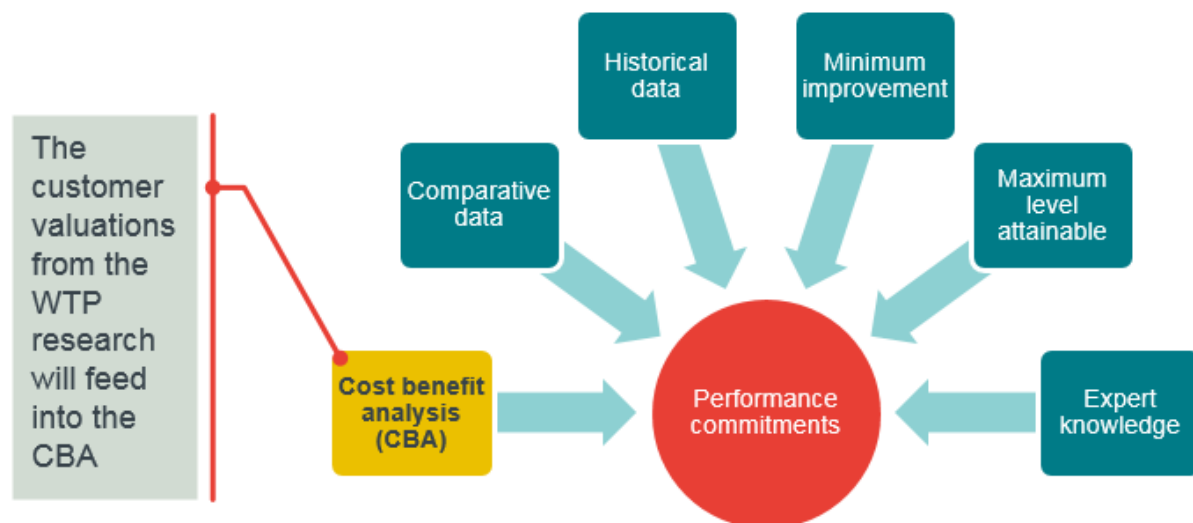 The
customer
valuations
from the
WTP
research
will feed
into the
CBA
Cost benefit
analysis
(CBA)
Comparative
data
Historical
data
Minimum
improvement
Maximum
level
attainable
Expert
knowledge
Performance
commitments